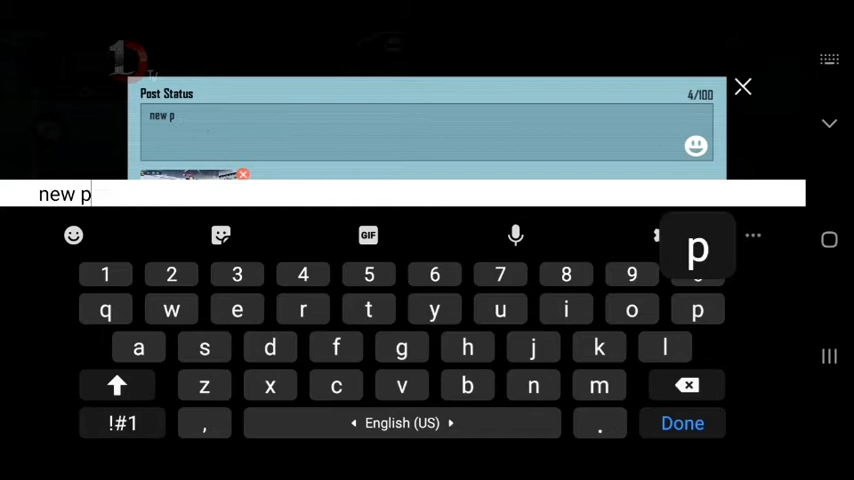 D
TV
Post Status
4/100
new p
new p
GIF
p
1 2 3 4 5 6 7 8 9
q w e r t y u i o p
a s d f g h j k l
z x c v b n m
!#1 , English (US) . Done